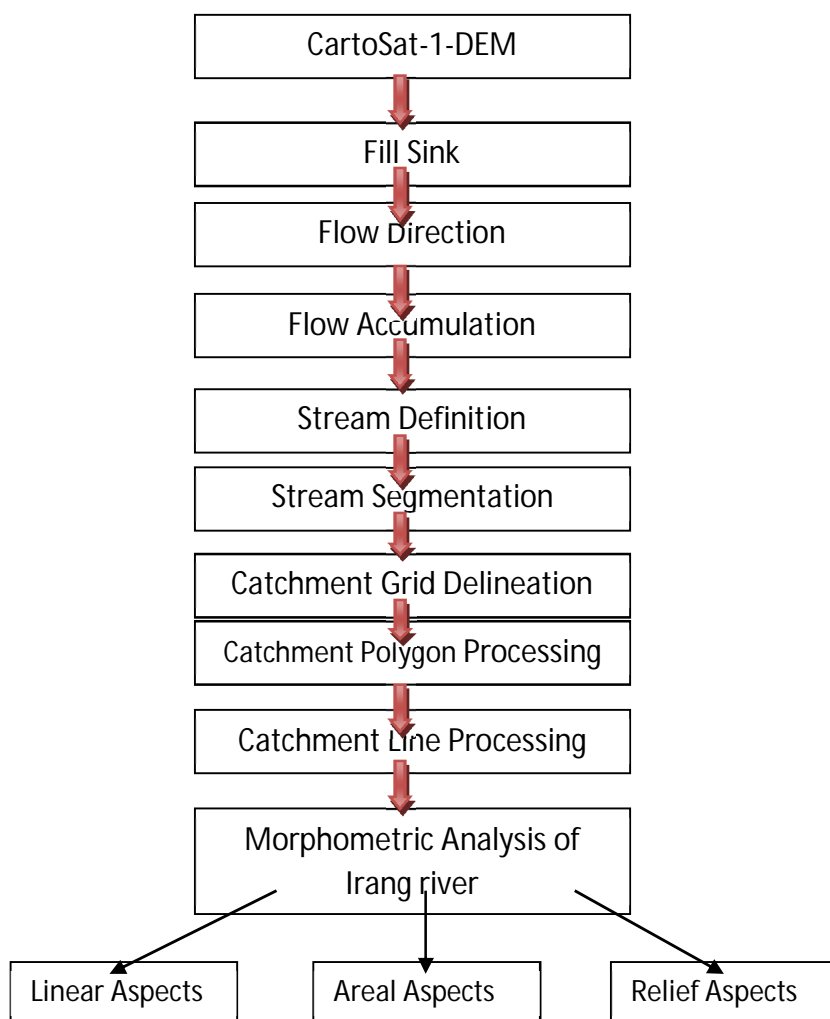 CartoSat-1-DEM
Fill Sink
Flow Direction
Flow Accumulation
Stream Definition
Stream Segmentation
Catchment Grid Delineation
Catchment Polygon Processing
Catchment Line Processing
Morphometric Analysis of
Irang river
Linear Aspects
Areal Aspects
Relief Aspects